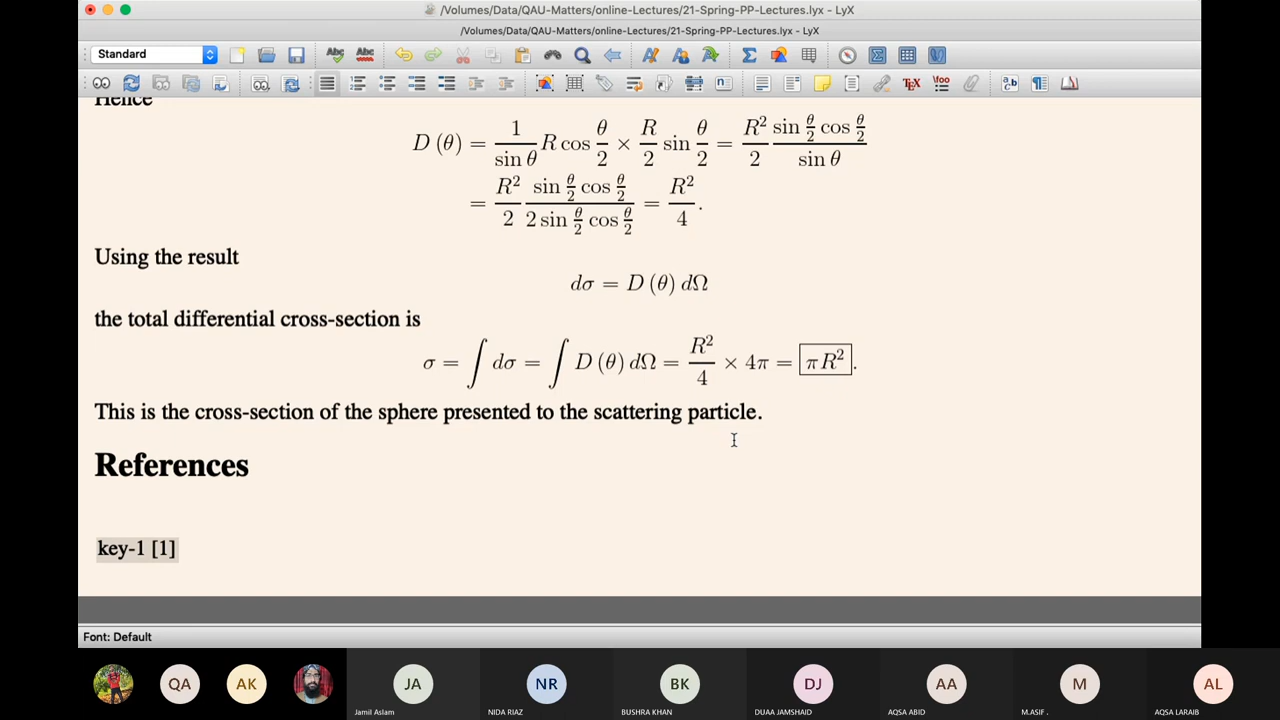 /Volumes/Data/QAU-Matters/online-Lectures/21-Spring-PP-Lectures.lyx - LyX
/Volumes/Data/QAU-Matters/online-Lectures/21-Spring-PP-Lectures.lyx - LyX
Standard
Hence
D (θ) = 1/sin θ R cos θ/2 × R/2 sin θ/2 = R²/2 sin θ/2 cos θ/2 / sin θ
= R²/2 sin θ/2 cos θ/2 / 2 sin θ/2 cos θ/2 = R²/4.
Using the result
dσ = D (θ) dΩ
the total differential cross-section is
σ = ∫ dσ = ∫ D (θ) dΩ = R²/4 × 4π = πR².
This is the cross-section of the sphere presented to the scattering particle.
References
key-1 [1]
Font: Default
QA AK JA NR BK DJ AA M AL
Jamil Aslam NIDA RIAZ BUSHRA KHAN DUAA JAMSHAID AQSA ABID M.ASIF . AQSA LARAIB